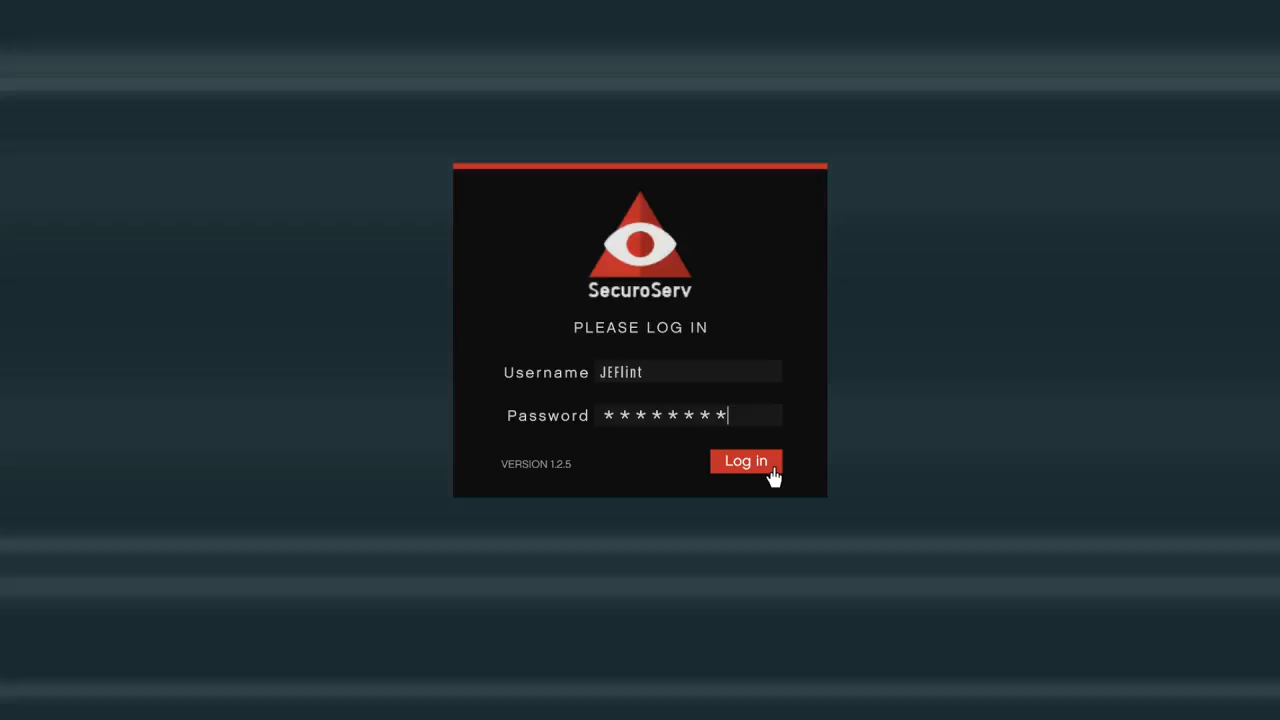 SecuroServ
PLEASE LOG IN
Username JEFlint
Password ********
VERSION 1.2.5 Log in